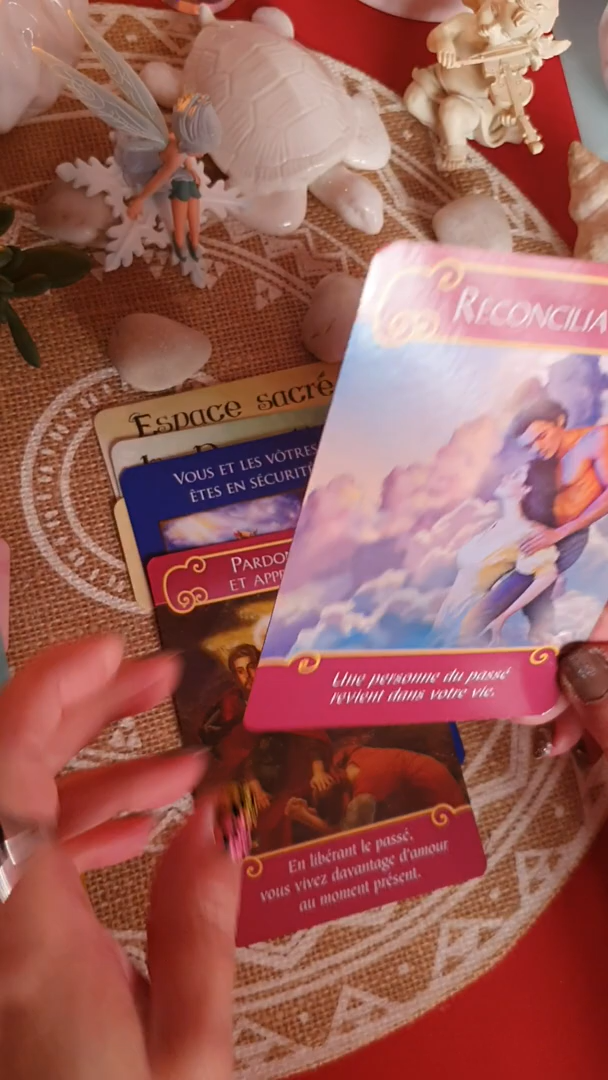 RECONCILIA
Une personne du passé
revient dans votre vie.
Espace sacré
VOUS ET LES VÔTRES
ÊTES EN SÉCURITÉ
PARDON
ET APP
En libérant le passé,
vous vivez davantage d'amour
au moment présent.